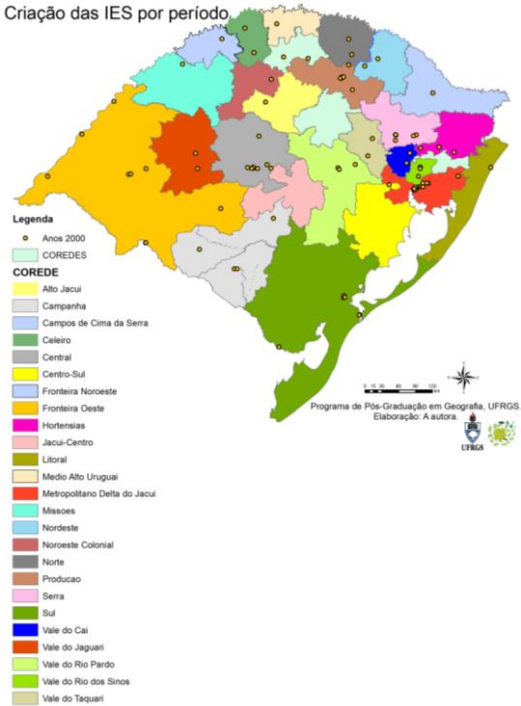 Criação das IES por período
Legenda
Anos 2000
COREDES
COREDE
Alto Jacui
Campanha
Campos de Cima da Serra
Celeiro
Central
Centro-Sul
Fronteira Noroeste
Fronteira Oeste
Hortensias
Jacui-Centro
Litoral
Medio Alto Uruguai
Metropolitano Delta do Jacui
Missoes
Nordeste
Noroeste Colonial
Norte
Producao
Serra
Sul
Vale do Cai
Vale do Jaguari
Vale do Rio Pardo
Vale do Rio dos Sinos
Vale do Taquari
Programa de Pós-Graduação em Geografia, UFRGS.
Elaboração: A autora.
UFRGS